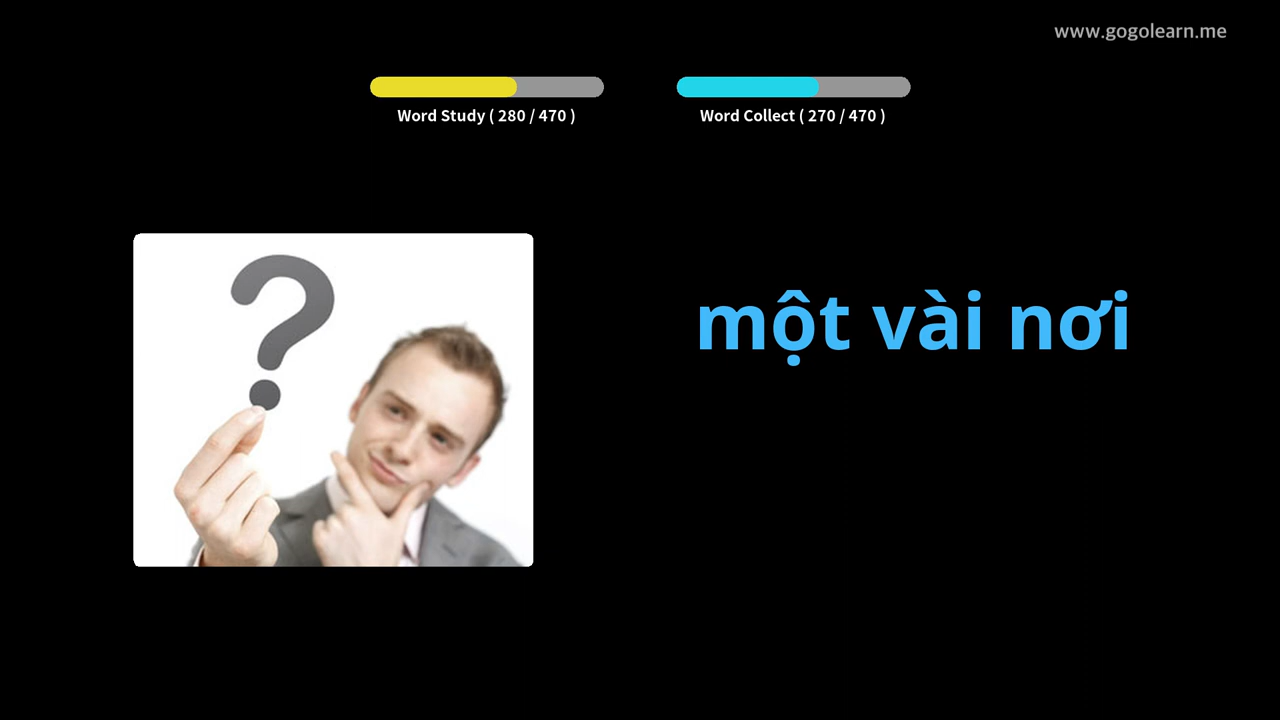 www.gogolearn.me
Word Study ( 280 / 470 )
Word Collect ( 270 / 470 )
?
một vài nơi